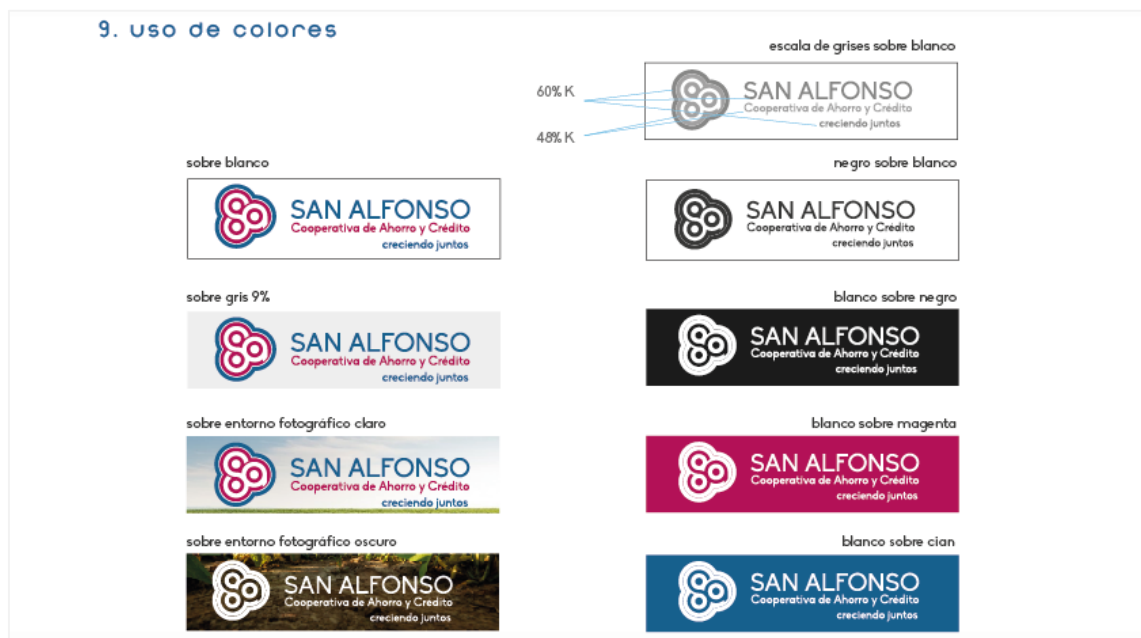 9. uso de colores
escala de grises sobre blanco
60% K
48% K
SAN ALFONSO
Cooperativa de Ahorro y Crédito
creciendo juntos
sobre blanco
SAN ALFONSO
Cooperativa de Ahorro y Crédito
creciendo juntos
negro sobre blanco
SAN ALFONSO
Cooperativa de Ahorro y Crédito
creciendo juntos
sobre gris 9%
SAN ALFONSO
Cooperativa de Ahorro y Crédito
creciendo juntos
blanco sobre negro
SAN ALFONSO
Cooperativa de Ahorro y Crédito
creciendo juntos
sobre entorno fotográfico claro
SAN ALFONSO
Cooperativa de Ahorro y Crédito
creciendo juntos
blanco sobre magenta
SAN ALFONSO
Cooperativa de Ahorro y Crédito
creciendo juntos
sobre entorno fotográfico oscuro
SAN ALFONSO
Cooperativa de Ahorro y Crédito
creciendo juntos
blanco sobre cian
SAN ALFONSO
Cooperativa de Ahorro y Crédito
creciendo juntos